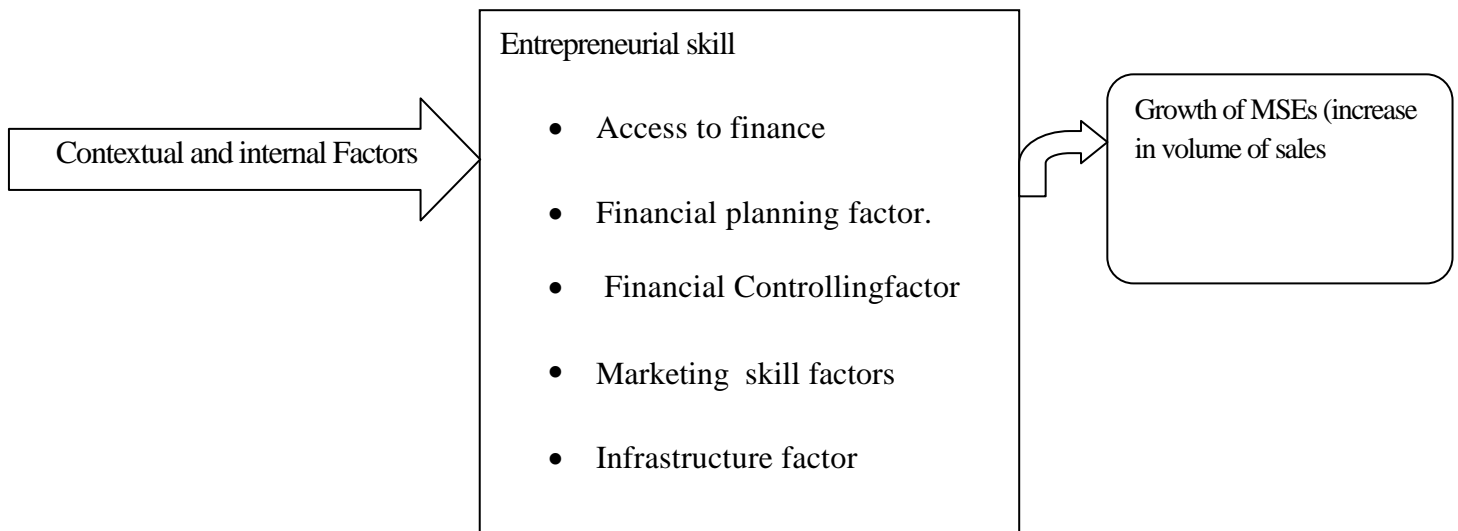 Contextual and internal Factors
Entrepreneurial skill
• Access to finance
• Financial planning factor.
• Financial Controllingfactor
• Marketing skill factors
• Infrastructure factor
Growth of MSEs (increase
in volume of sales